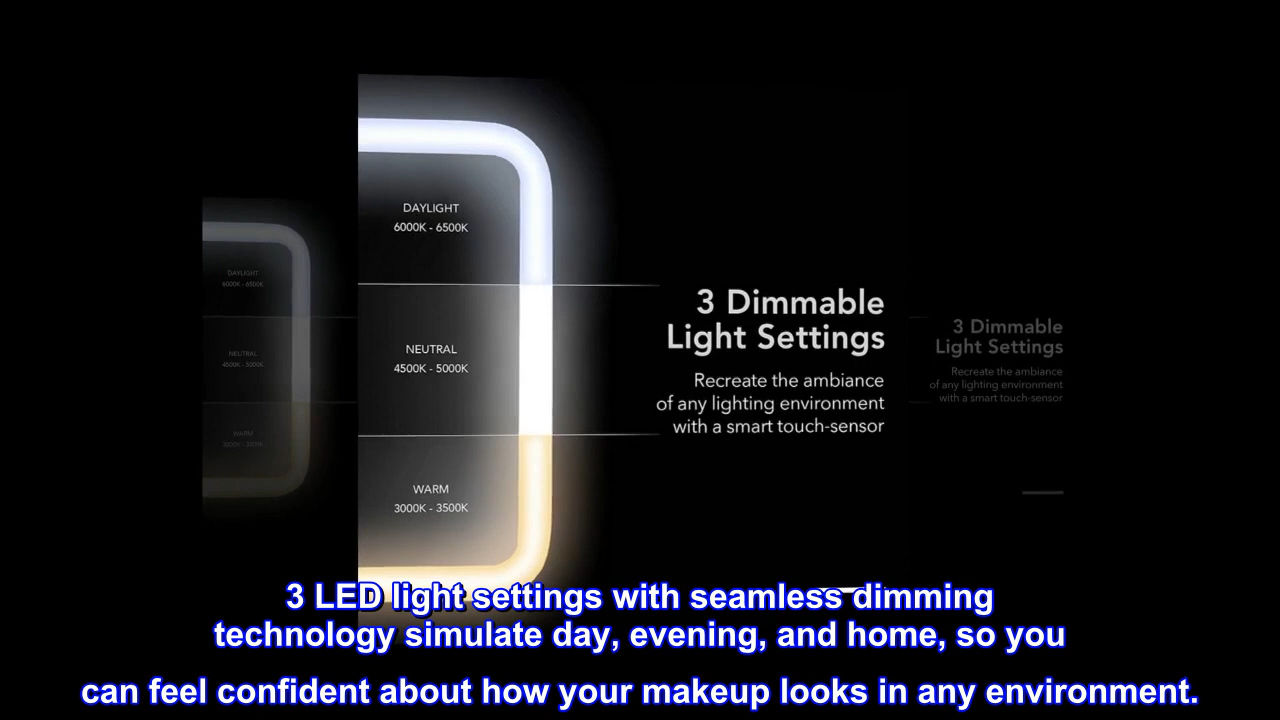 DAYLIGHT
6000K - 6500K
NEUTRAL
4500K - 5000K
WARM
3000K - 3500K
3 Dimmable
Light Settings
Recreate the ambiance
of any lighting environment
with a smart touch-sensor
DAYLIGHT
6000K - 6500K
NEUTRAL
4500K - 5000K
WARM
3000K - 3500K
3 Dimmable
Light Settings
Recreate the ambiance
of any lighting environment
with a smart touch-sensor
3 LED light settings with seamless dimming
technology simulate day, evening, and home, so you
can feel confident about how your makeup looks in any environment.